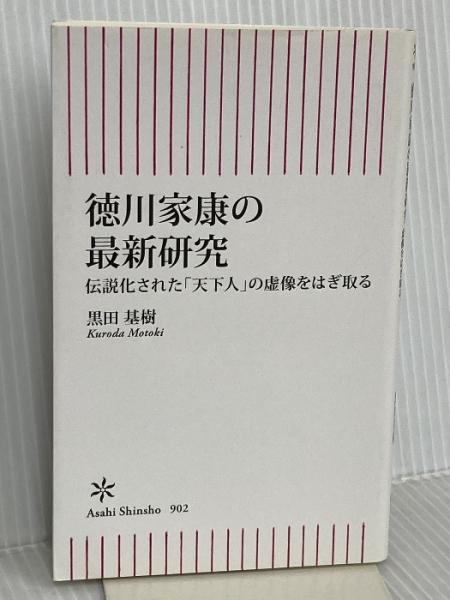 徳川家康の
最新研究
伝説化された「天下人」の虚像をはぎ取る
黒田 基樹
Kuroda Motoki
Asahi Shinsho 902